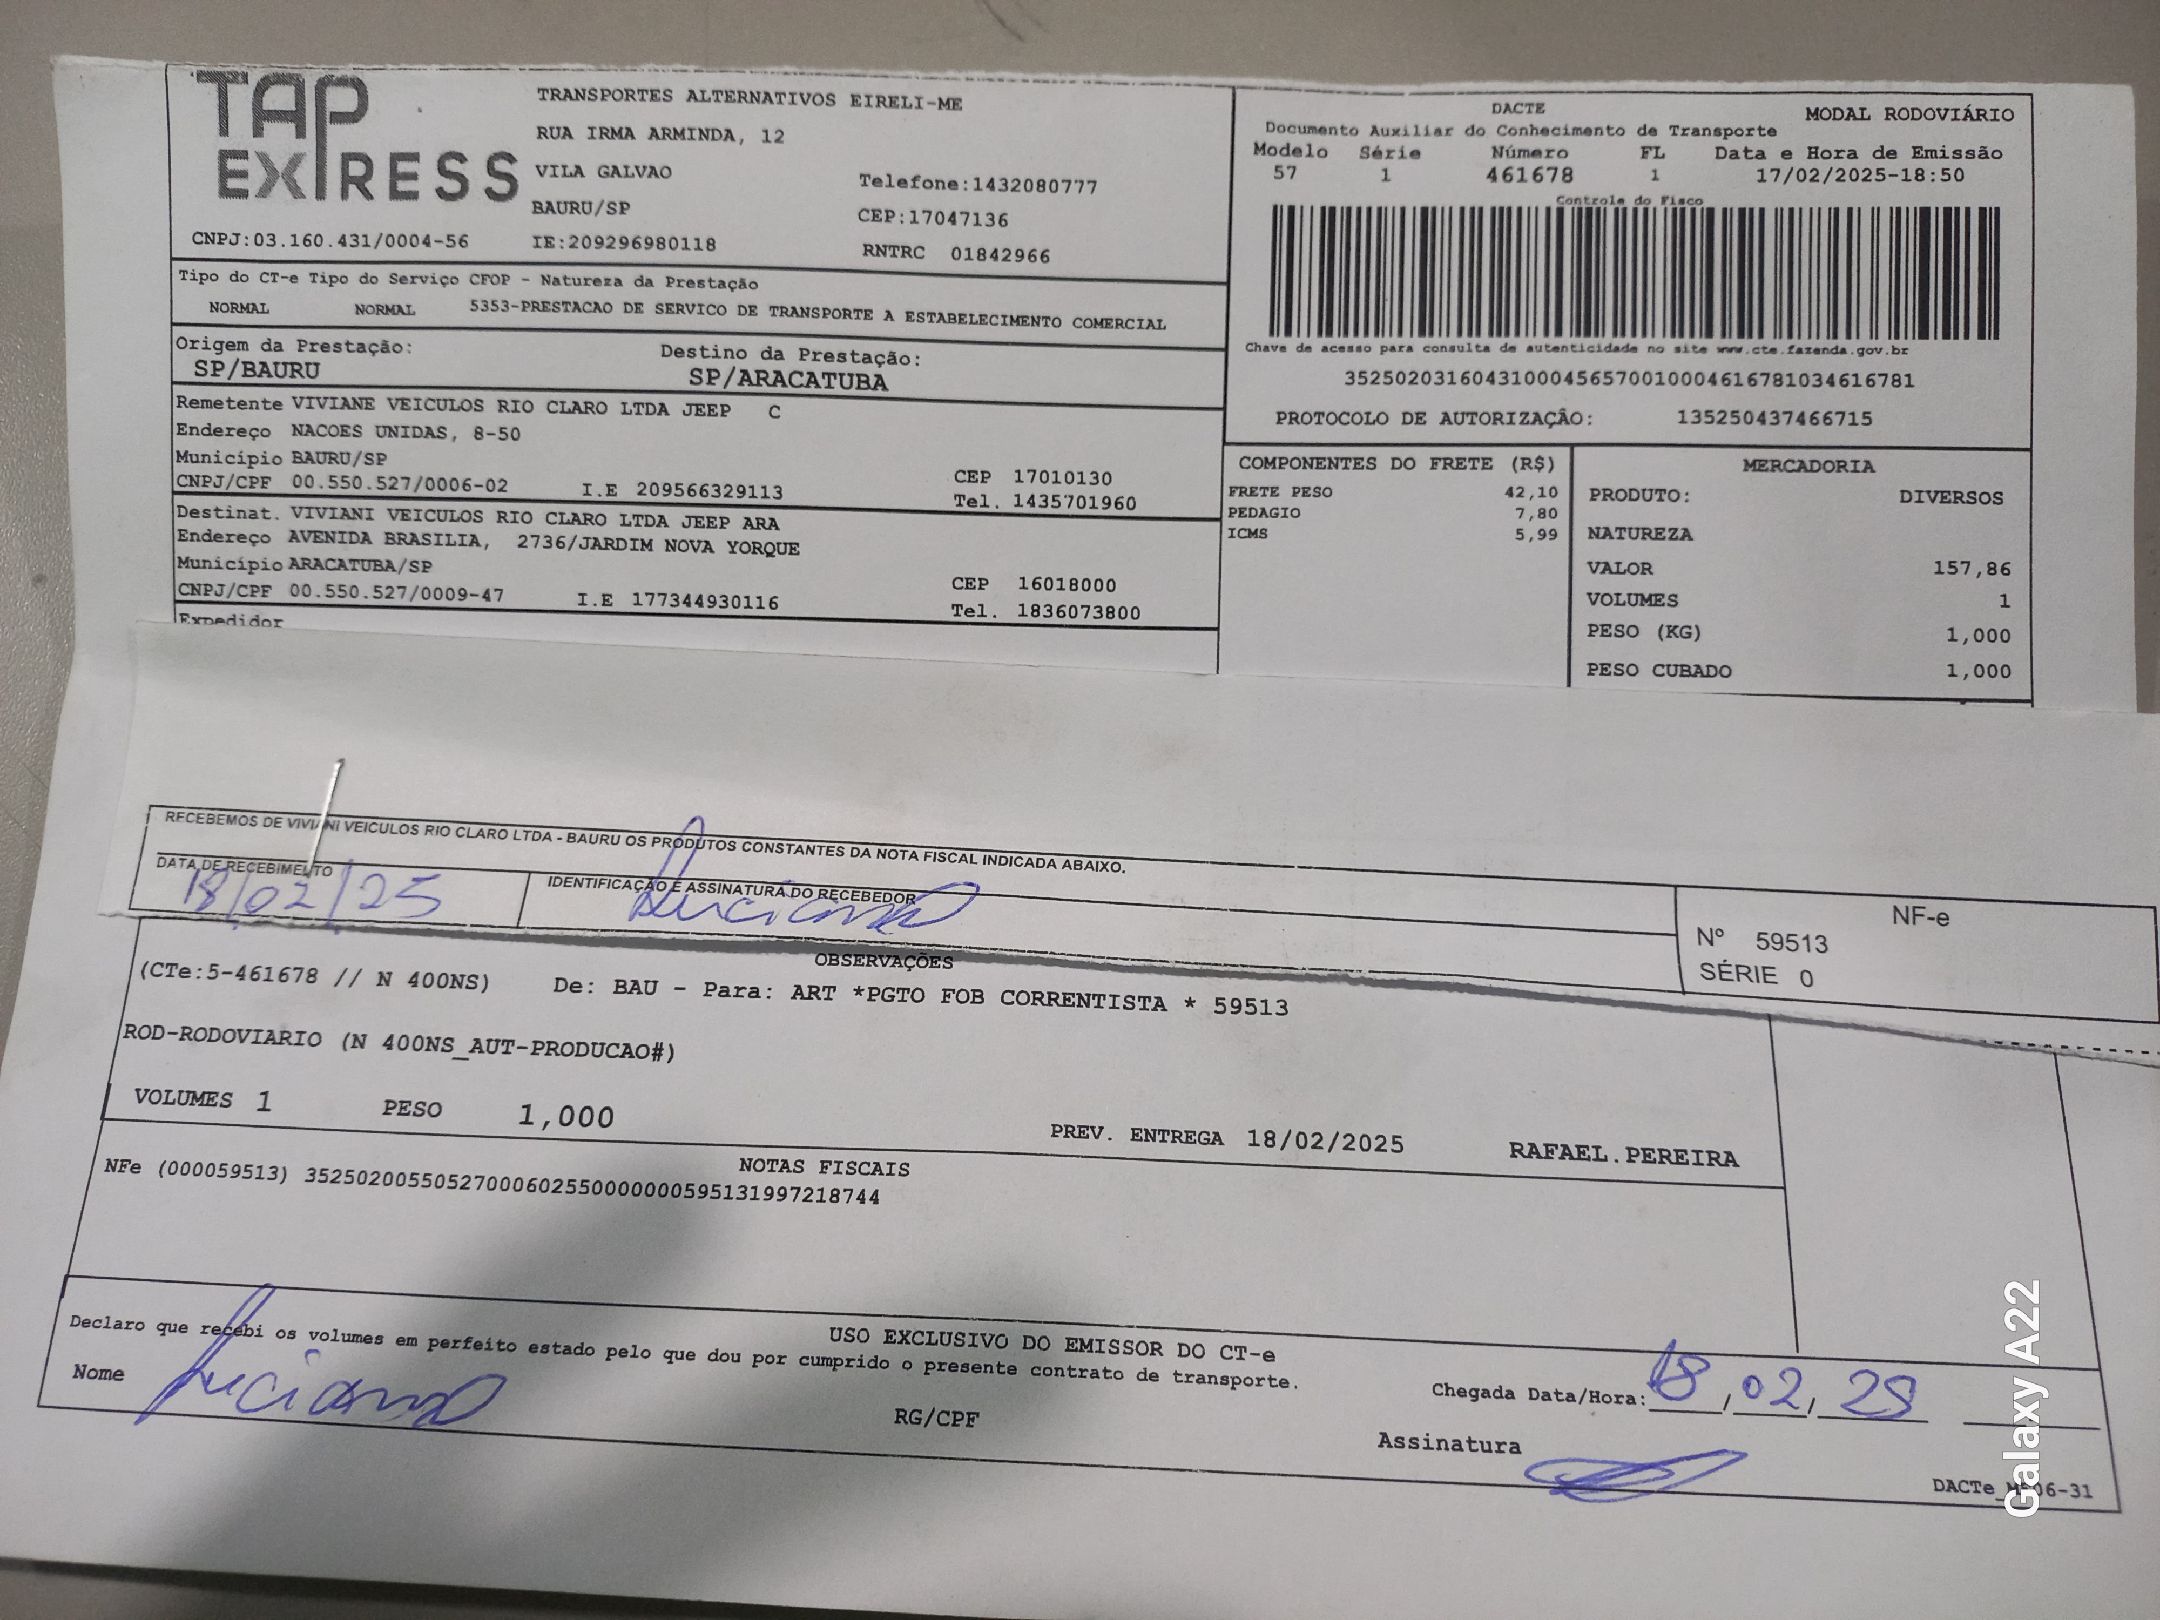 TAP EXPRESS
TRANSPORTES ALTERNATIVOS EIRELI-ME
RUA IRMA ARMINDA, 12
VILA GALVAO
Telefone:1432080777
BAURU/SP
CEP:17047136
CNPJ:03.160.431/0004-56 IE:209296980118 RNTRC 01842966
DACTE MODAL RODOVIÁRIO
Documento Auxiliar do Conhecimento de Transporte
Modelo Série Número FL Data e Hora de Emissão
57 1 461678 1 17/02/2025-18:50
Controle do Fisco
Chave de acesso para consulta de autenticidade no site www.cte.fazenda.gov.br
35250203160431000456570010004616781034616781
PROTOCOLO DE AUTORIZAÇÂO: 135250437466715
Tipo do CT-e Tipo do Serviço CFOP - Natureza da Prestação
NORMAL NORMAL 5353-PRESTACAO DE SERVICO DE TRANSPORTE A ESTABELECIMENTO COMERCIAL
Origem da Prestação: Destino da Prestação:
SP/BAURU SP/ARACATUBA
Remetente VIVIANE VEICULOS RIO CLARO LTDA JEEP C
Endereço NACOES UNIDAS, 8-50
Município BAURU/SP CEP 17010130
CNPJ/CPF 00.550.527/0006-02 I.E 209566329113 Tel. 1435701960
Destinat. VIVIANI VEICULOS RIO CLARO LTDA JEEP ARA
Endereço AVENIDA BRASILIA, 2736/JARDIM NOVA YORQUE
Município ARACATUBA/SP CEP 16018000
CNPJ/CPF 00.550.527/0009-47 I.E 177344930116 Tel. 1836073800
Expedidor
COMPONENTES DO FRETE (R$)
FRETE PESO 42,10
PEDAGIO 7,80
ICMS 5,99
MERCADORIA
PRODUTO: DIVERSOS
NATUREZA
VALOR 157,86
VOLUMES 1
PESO (KG) 1,000
PESO CUBADO 1,000
RECEBEMOS DE VIVIANI VEICULOS RIO CLARO LTDA - BAURU OS PRODUTOS CONSTANTES DA NOTA FISCAL INDICADA ABAIXO.
DATA DE RECEBIMENTO IDENTIFICAÇÃO E ASSINATURA DO RECEBEDOR
18/02/25 Luciano
NF-e
Nº 59513
SÉRIE 0
OBSERVAÇÕES
(CTe:5-461678 // N 400NS) De: BAU - Para: ART *PGTO FOB CORRENTISTA * 59513
ROD-RODOVIARIO (N 400NS_AUT-PRODUCAO#)
VOLUMES 1 PESO 1,000 PREV. ENTREGA 18/02/2025 RAFAEL.PEREIRA
NOTAS FISCAIS
NFe (000059513) 35250200550527000602550000000595131997218744
USO EXCLUSIVO DO EMISSOR DO CT-e
Declaro que recebi os volumes em perfeito estado pelo que dou por cumprido o presente contrato de transporte.
Nome Luciano RG/CPF Chegada Data/Hora: 18, 02, 25
Assinatura
Galaxy A22